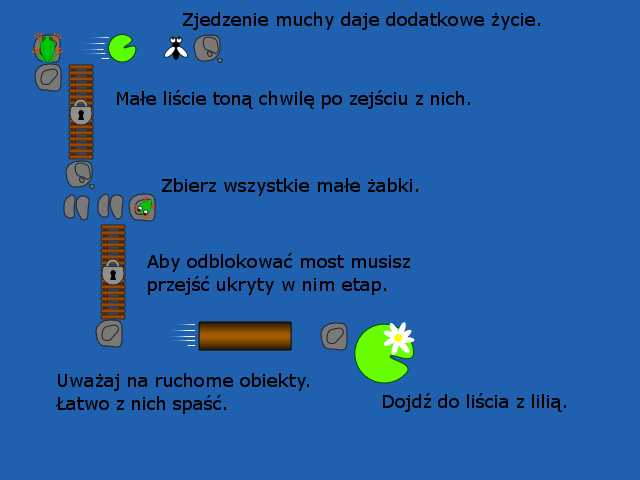 Zjedzenie muchy daje dodatkowe życie.
Małe liście toną chwilę po zejściu z nich.
Zbierz wszystkie małe żabki.
Aby odblokować most musisz
przejść ukryty w nim etap.
Uważaj na ruchome obiekty.
Łatwo z nich spaść.
Dojdź do liścia z lilią.